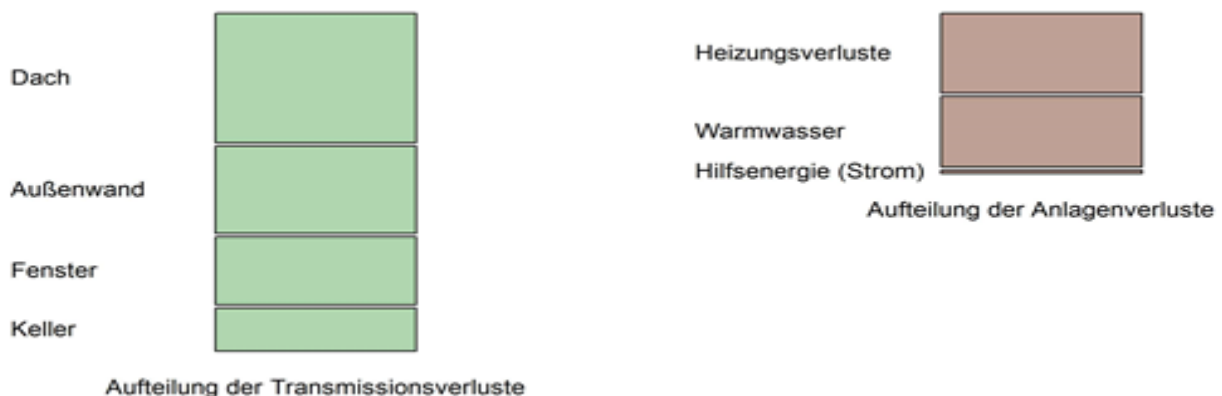 Dach
Außenwand
Fenster
Keller
Aufteilung der Transmissionsverluste
Heizungsverluste
Warmwasser
Hilfsenergie (Strom)
Aufteilung der Anlagenverluste